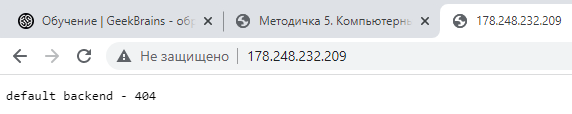 Обучение | GeekBrains - обр
Методичка 5. Компьютерны
178.248.232.209
Не защищено
178.248.232.209
default backend - 404